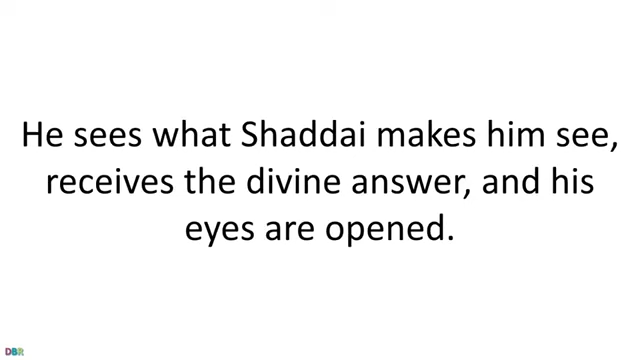 He sees what Shaddai makes him see,
receives the divine answer, and his
eyes are opened.
DBR